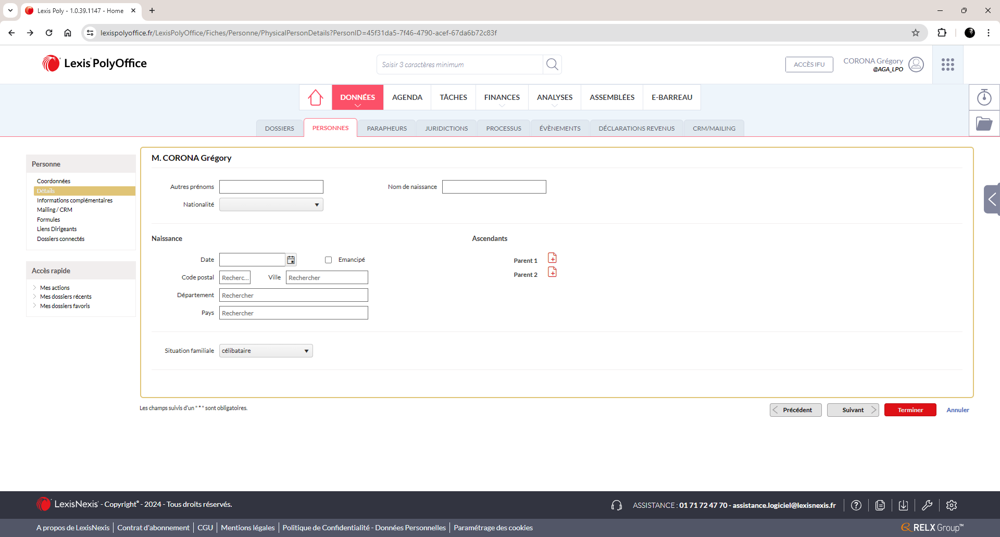 Lexis Poly - 1.0.39.1147 - Home
lexispolyoffice.fr/LexisPolyOffice/Fiches/Personne/PhysicalPersonDetails?PersonID=45f31da5-7f46-4790-acef-67da6b72c83f
Lexis® PolyOffice
Saisir 3 caractères minimum
ACCÈS IFU
CORONA Grégory
@AGA_LPO
DONNÉES
AGENDA
TÂCHES
FINANCES
ANALYSES
ASSEMBLÉES
E-BARREAU
DOSSIERS
PERSONNES
PARAPHEURS
JURIDICTIONS
PROCESSUS
ÉVÈNEMENTS
DÉCLARATIONS REVENUS
CRM/MAILING
Personne
Coordonnées
Détails
Informations complémentaires
Mailing / CRM
Formules
Liens Dirigeants
Dossiers connectés
Accès rapide
Mes actions
Mes dossiers récents
Mes dossiers favoris
M. CORONA Grégory
Autres prénoms
Nom de naissance
Nationalité
Naissance
Date
Emancipé
Code postal
Recherc...
Ville
Rechercher
Département
Rechercher
Pays
Rechercher
Ascendants
Parent 1
Parent 2
Situation familiale
célibataire
Les champs suivis d'un " * " sont obligatoires.
Précédent
Suivant
Terminer
Annuler
LexisNexis® - Copyright® - 2024 - Tous droits réservés.
ASSISTANCE : 01 71 72 47 70 - assistance.logiciel@lexisnexis.fr
A propos de LexisNexis
Contrat d'abonnement
CGU
Mentions légales
Politique de Confidentialité - Données Personnelles
Paramétrage des cookies
RELX Group™